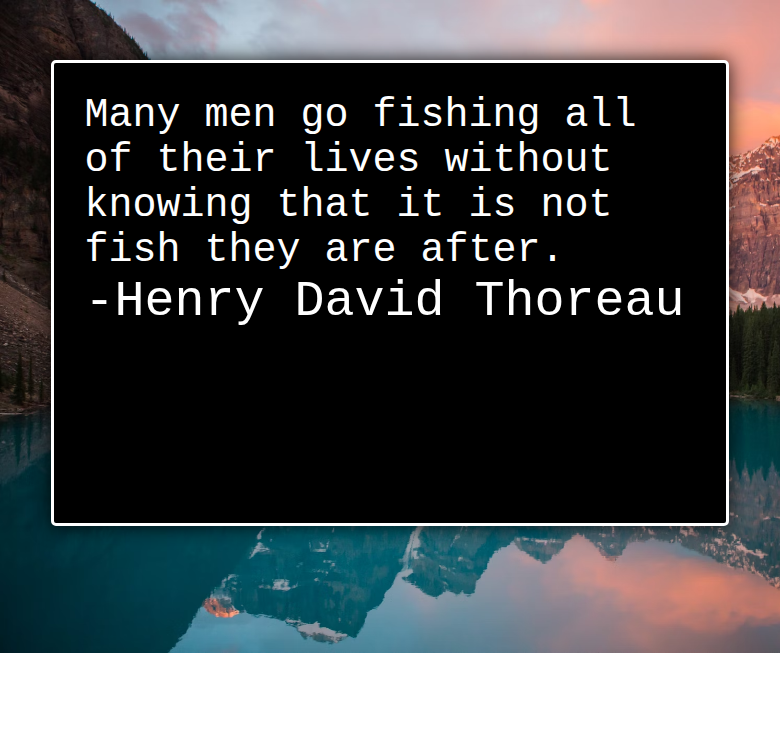 Many men go fishing all
of their lives without
knowing that it is not
fish they are after.
-Henry David Thoreau